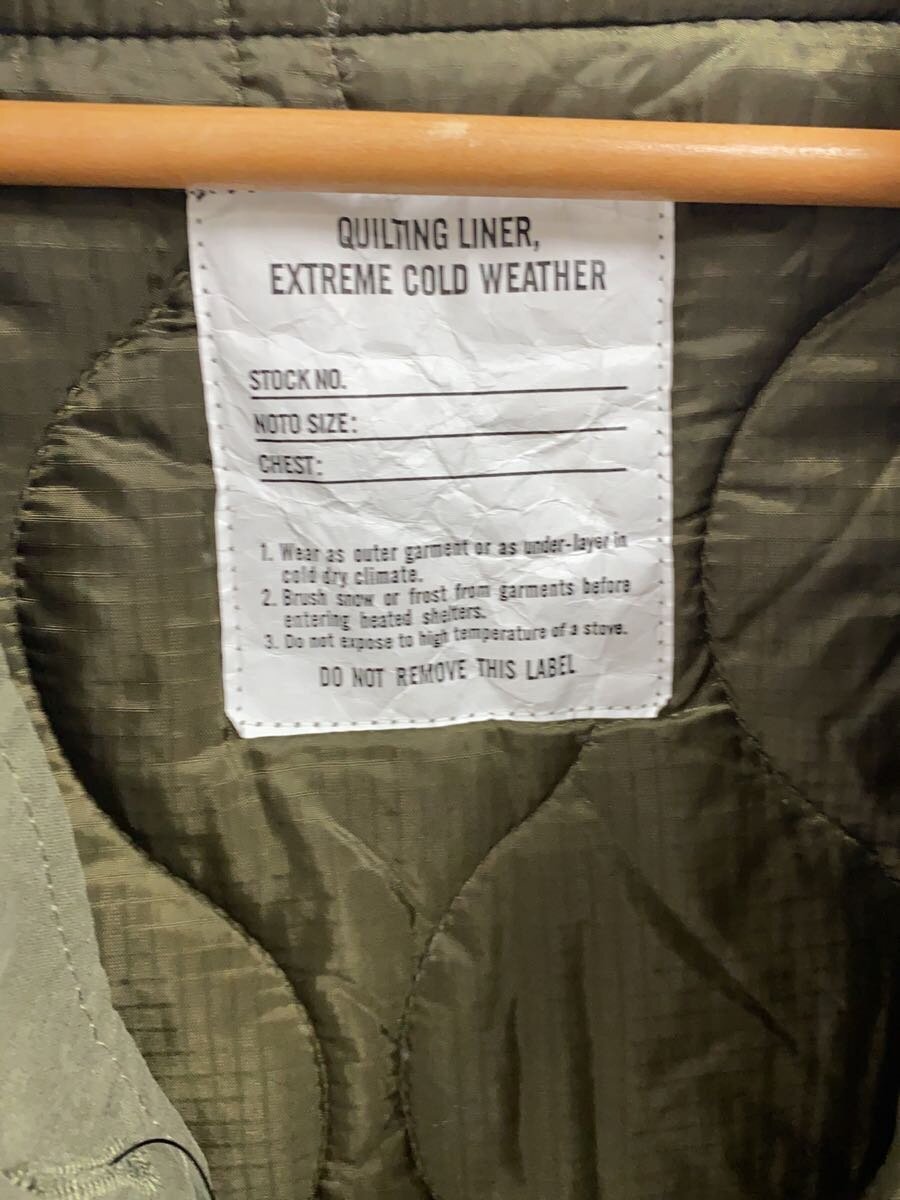 QUILTING LINER,
EXTREME COLD WEATHER
STOCK NO.
NOTO SIZE:
CHEST:
1. Wear as outer garment or as under-layer in
cold dry climate.
2. Brush snow or frost from garments before
entering heated shelters.
3. Do not expose to high temperature of a stove.
DO NOT REMOVE THIS LABEL